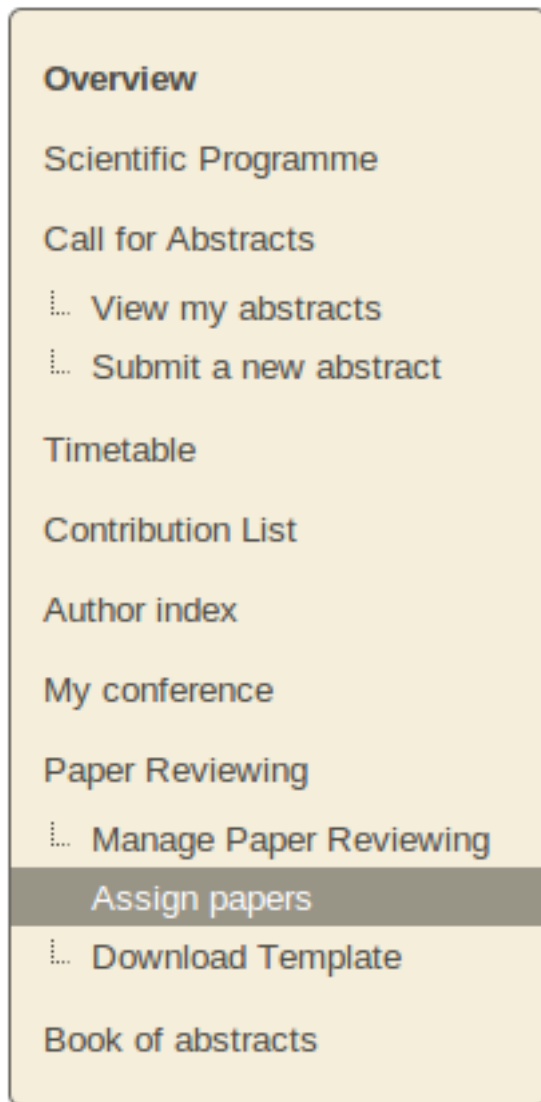 Overview
Scientific Programme
Call for Abstracts
View my abstracts
Submit a new abstract
Timetable
Contribution List
Author index
My conference
Paper Reviewing
Manage Paper Reviewing
Assign papers
Download Template
Book of abstracts